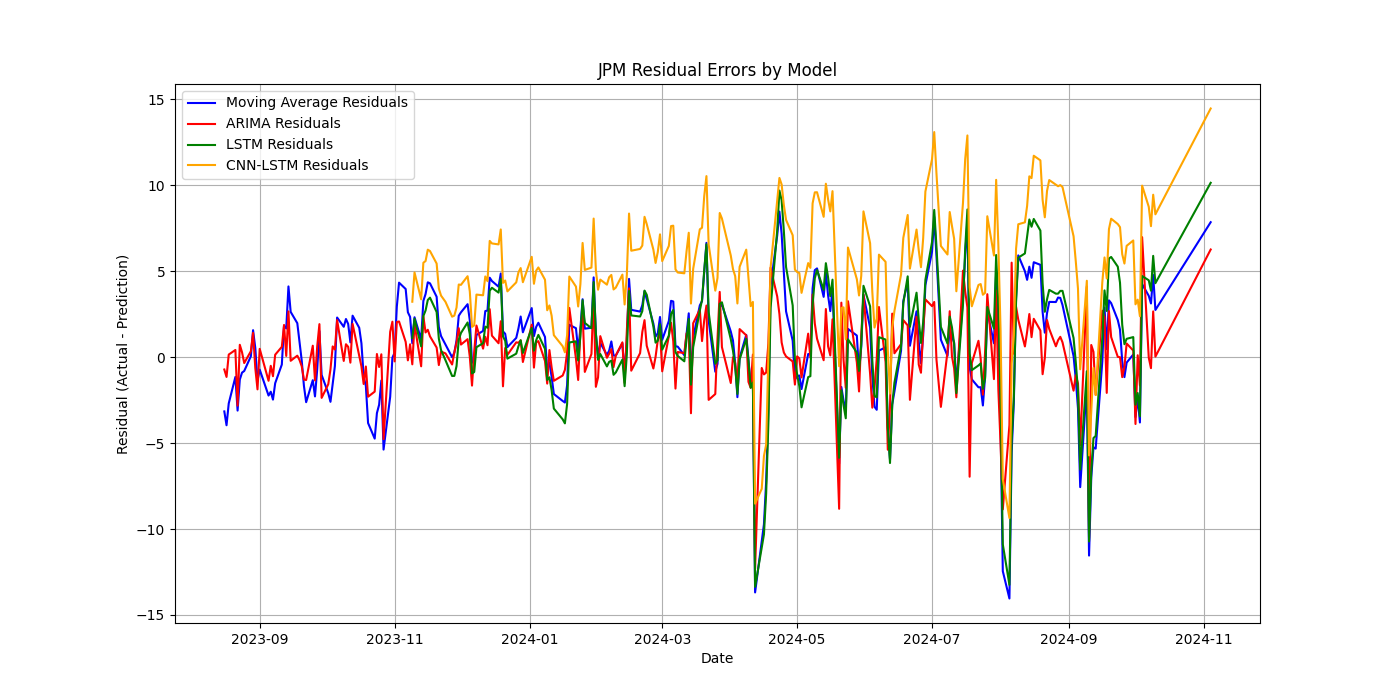 JPM Residual Errors by Model
Moving Average Residuals
ARIMA Residuals
LSTM Residuals
CNN-LSTM Residuals
Residual (Actual - Prediction)
15
10
5
0
−5
−10
−15
2023-09
2023-11
2024-01
2024-03
2024-05
2024-07
2024-09
2024-11
Date